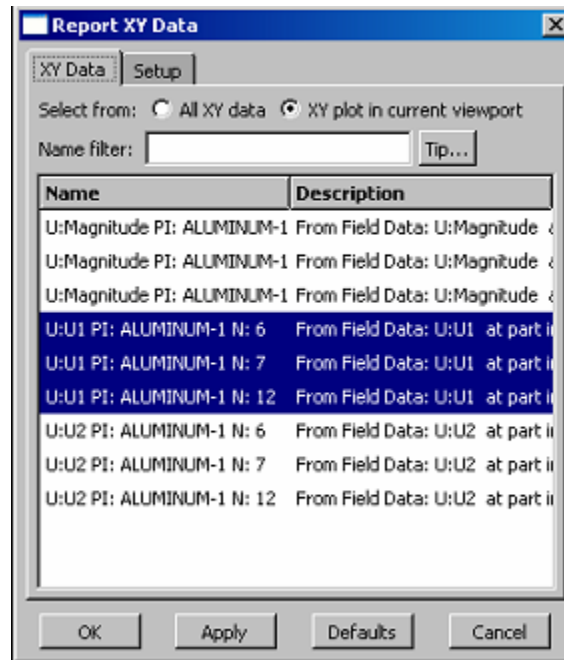 Report XY Data
XY Data Setup
Select from: All XY data XY plot in current viewport
Name filter: Tip...
Name Description
U:Magnitude PI: ALUMINUM-1 From Field Data: U:Magnitude
U:Magnitude PI: ALUMINUM-1 From Field Data: U:Magnitude
U:Magnitude PI: ALUMINUM-1 From Field Data: U:Magnitude
U:U1 PI: ALUMINUM-1 N: 6 From Field Data: U:U1 at part
U:U1 PI: ALUMINUM-1 N: 7 From Field Data: U:U1 at part
U:U1 PI: ALUMINUM-1 N: 12 From Field Data: U:U1 at part
U:U2 PI: ALUMINUM-1 N: 6 From Field Data: U:U2 at part
U:U2 PI: ALUMINUM-1 N: 7 From Field Data: U:U2 at part
U:U2 PI: ALUMINUM-1 N: 12 From Field Data: U:U2 at part
OK Apply Defaults Cancel